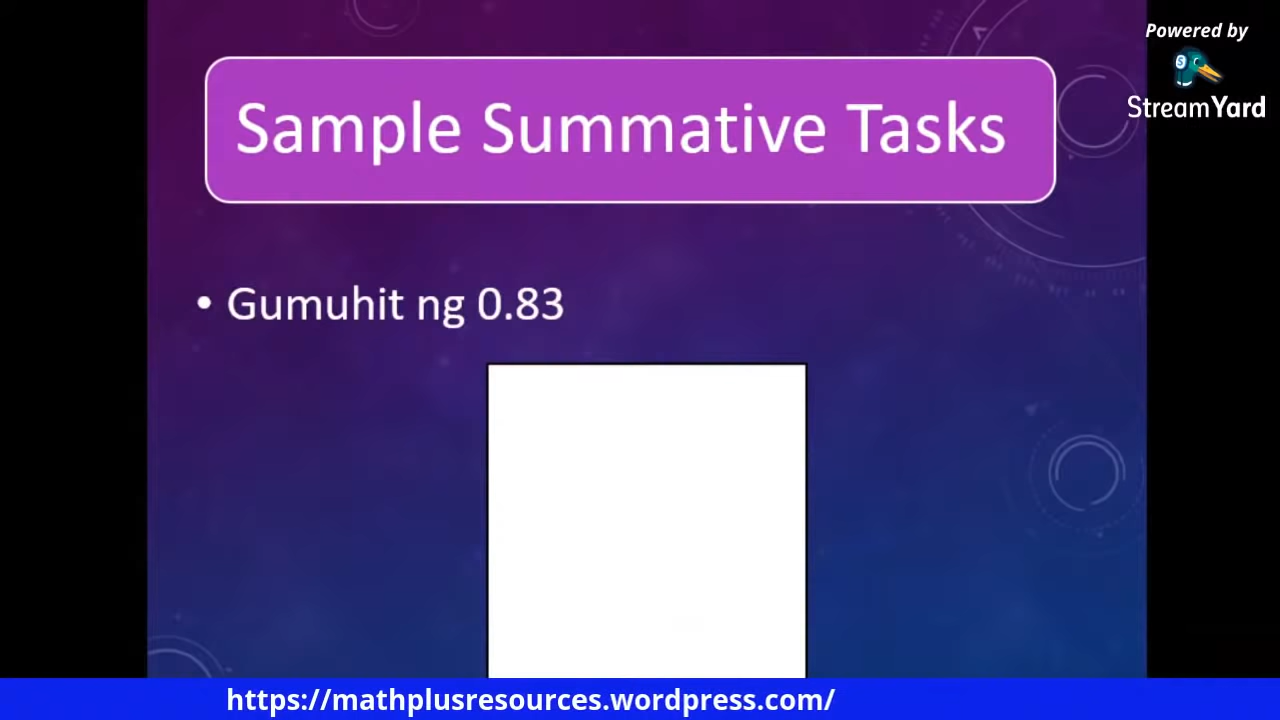 Powered by
StreamYard
Sample Summative Tasks
• Gumuhit ng 0.83
https://mathplusresources.wordpress.com/